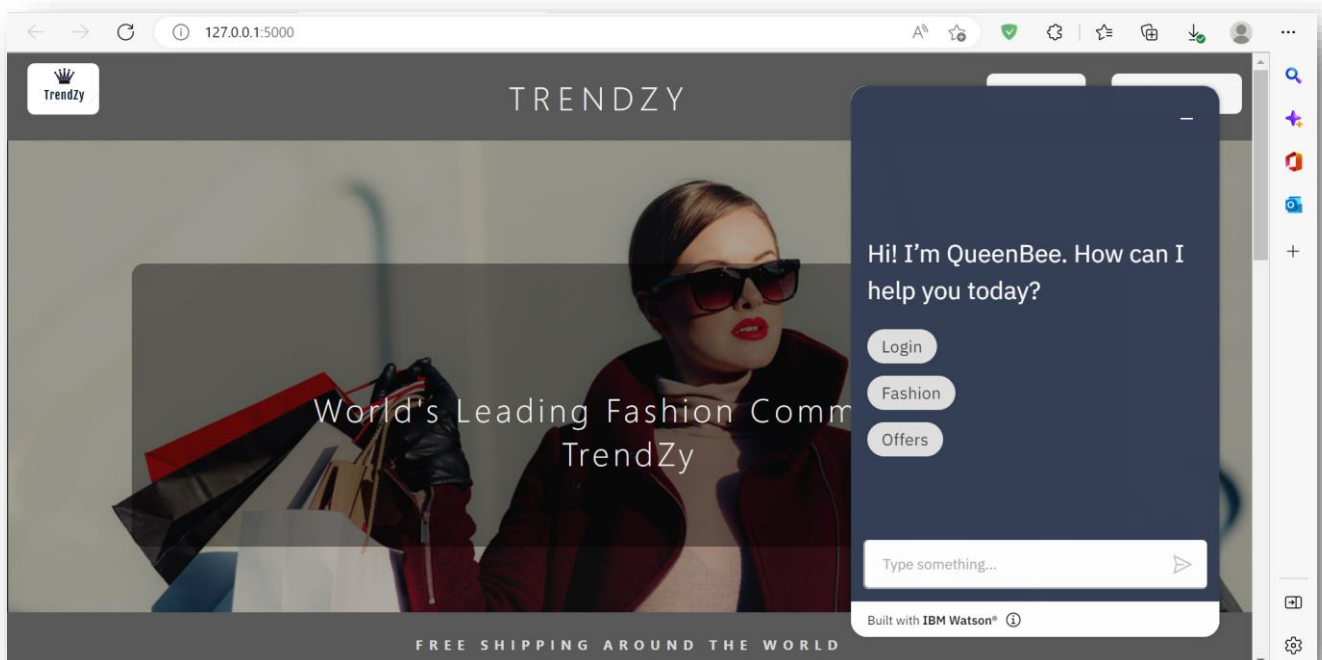 127.0.0.1:5000
TrendZy
TRENDZY
World's Leading Fashion Comm
TrendZy
Hi! I’m QueenBee. How can I
help you today?
Login
Fashion
Offers
Type something...
Built with IBM Watson®
FREE SHIPPING AROUND THE WORLD